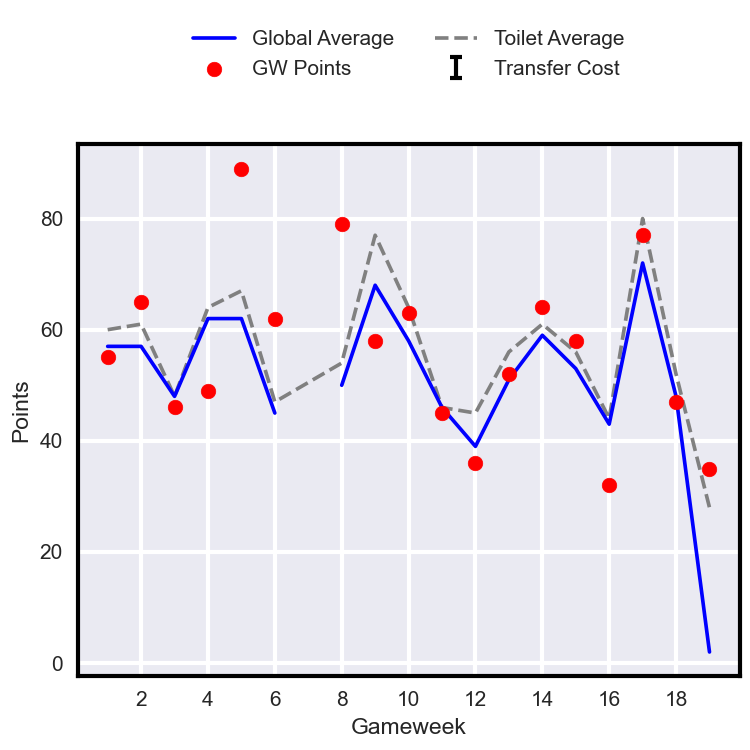 Global Average Toilet Average
GW Points Transfer Cost
80
60
40
20
0
Points
2 4 6 8 10 12 14 16 18
Gameweek